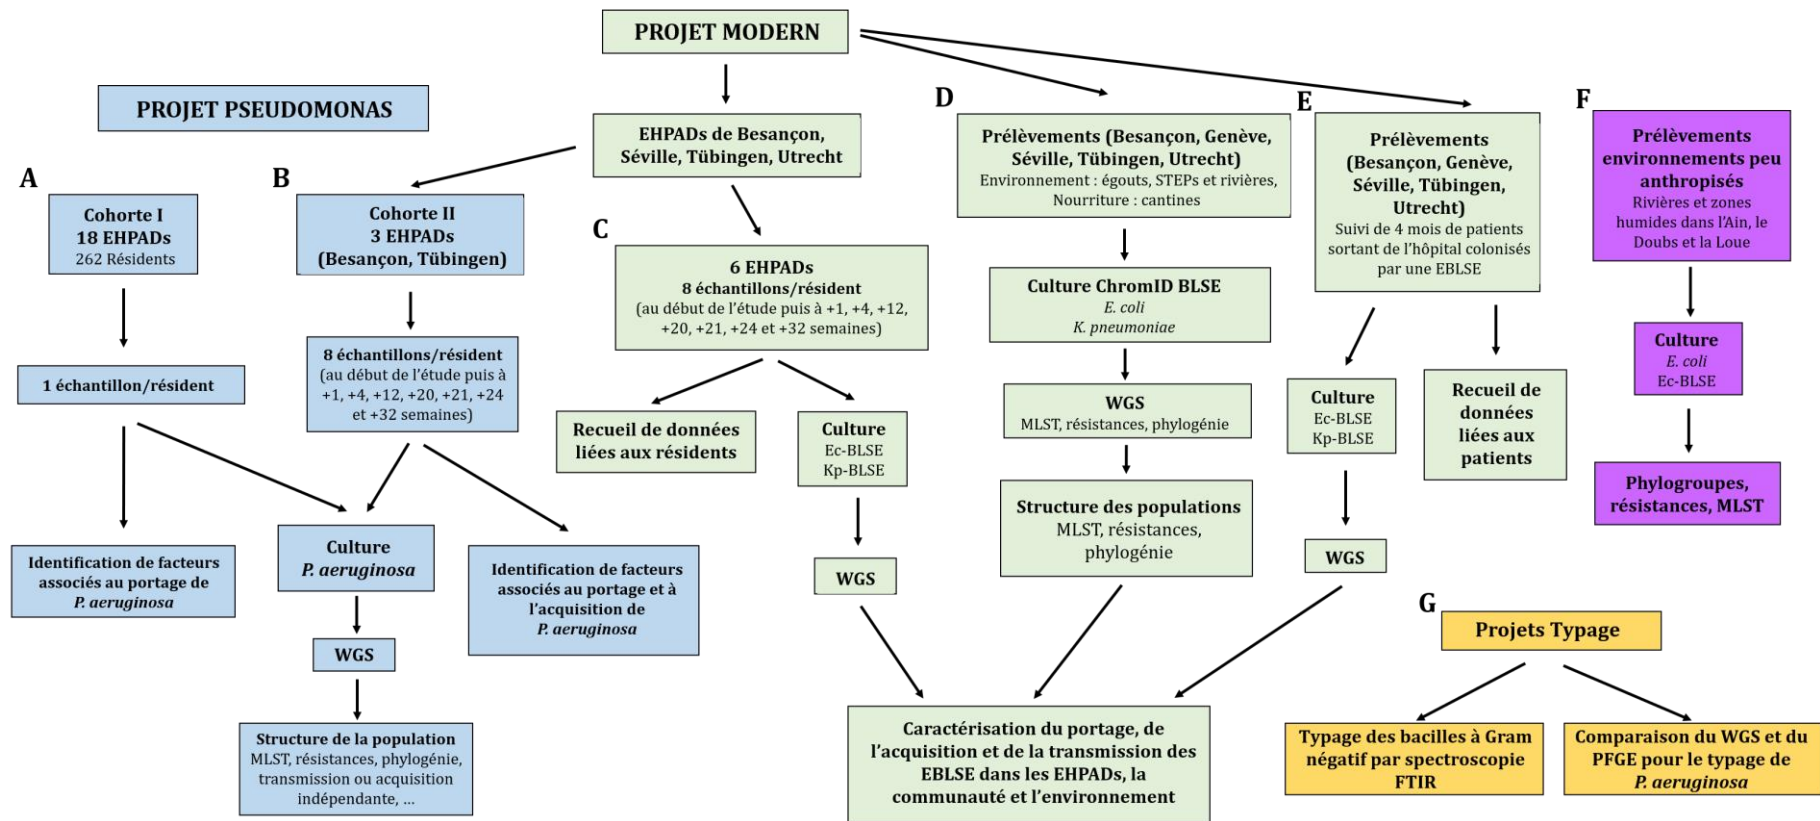 PROJET MODERN
PROJET PSEUDOMONAS
EHPADs de Besançon,
Séville, Tübingen, Utrecht
A
Cohorte I
18 EHPADs
262 Résidents
1 échantillon/résident
Identification de facteurs
associés au portage de
P. aeruginosa
B
Cohorte II
3 EHPADs
(Besançon, Tübingen)
8 échantillons/résident
(au début de l'étude puis à
+1, +4, +12, +20, +21, +24
et +32 semaines)
Culture
P. aeruginosa
Identification de facteurs
associés au portage et à
l'acquisition de
P. aeruginosa
WGS
Structure de la population
MLST, résistances, phylogénie,
transmission ou acquisition
indépendante, ...
C
6 EHPADs
8 échantillons/résident
(au début de l'étude puis à +1, +4, +12,
+20, +21, +24 et +32 semaines)
Recueil de données
liées aux résidents
Culture
Ec-BLSE
Kp-BLSE
WGS
D
Prélèvements (Besançon, Genève,
Séville, Tübingen, Utrecht)
Environnement : égouts, STEPs et rivières,
Nourriture : cantines
Culture ChromID BLSE
E. coli
K. pneumoniae
WGS
MLST, résistances, phylogénie
Structure des populations
MLST, résistances,
phylogénie
E
Prélèvements
(Besançon, Genève,
Séville, Tübingen,
Utrecht)
Suivi de 4 mois de patients
sortant de l'hôpital colonisés
par une EBLSE
Culture
Ec-BLSE
Kp-BLSE
Recueil de
données
liées aux
patients
WGS
Caractérisation du portage, de
l'acquisition et de la transmission des
EBLSE dans les EHPADs, la
communauté et l'environnement
F
Prélèvements
environnements peu
anthropisés
Rivières et zones
humides dans l'Ain, le
Doubs et la Loue
Culture
E. coli
Ec-BLSE
Phylogroupes,
résistances, MLST
G
Projets Typage
Typage des bacilles à Gram
négatif par spectroscopie
FTIR
Comparaison du WGS et du
PFGE pour le typage de
P. aeruginosa